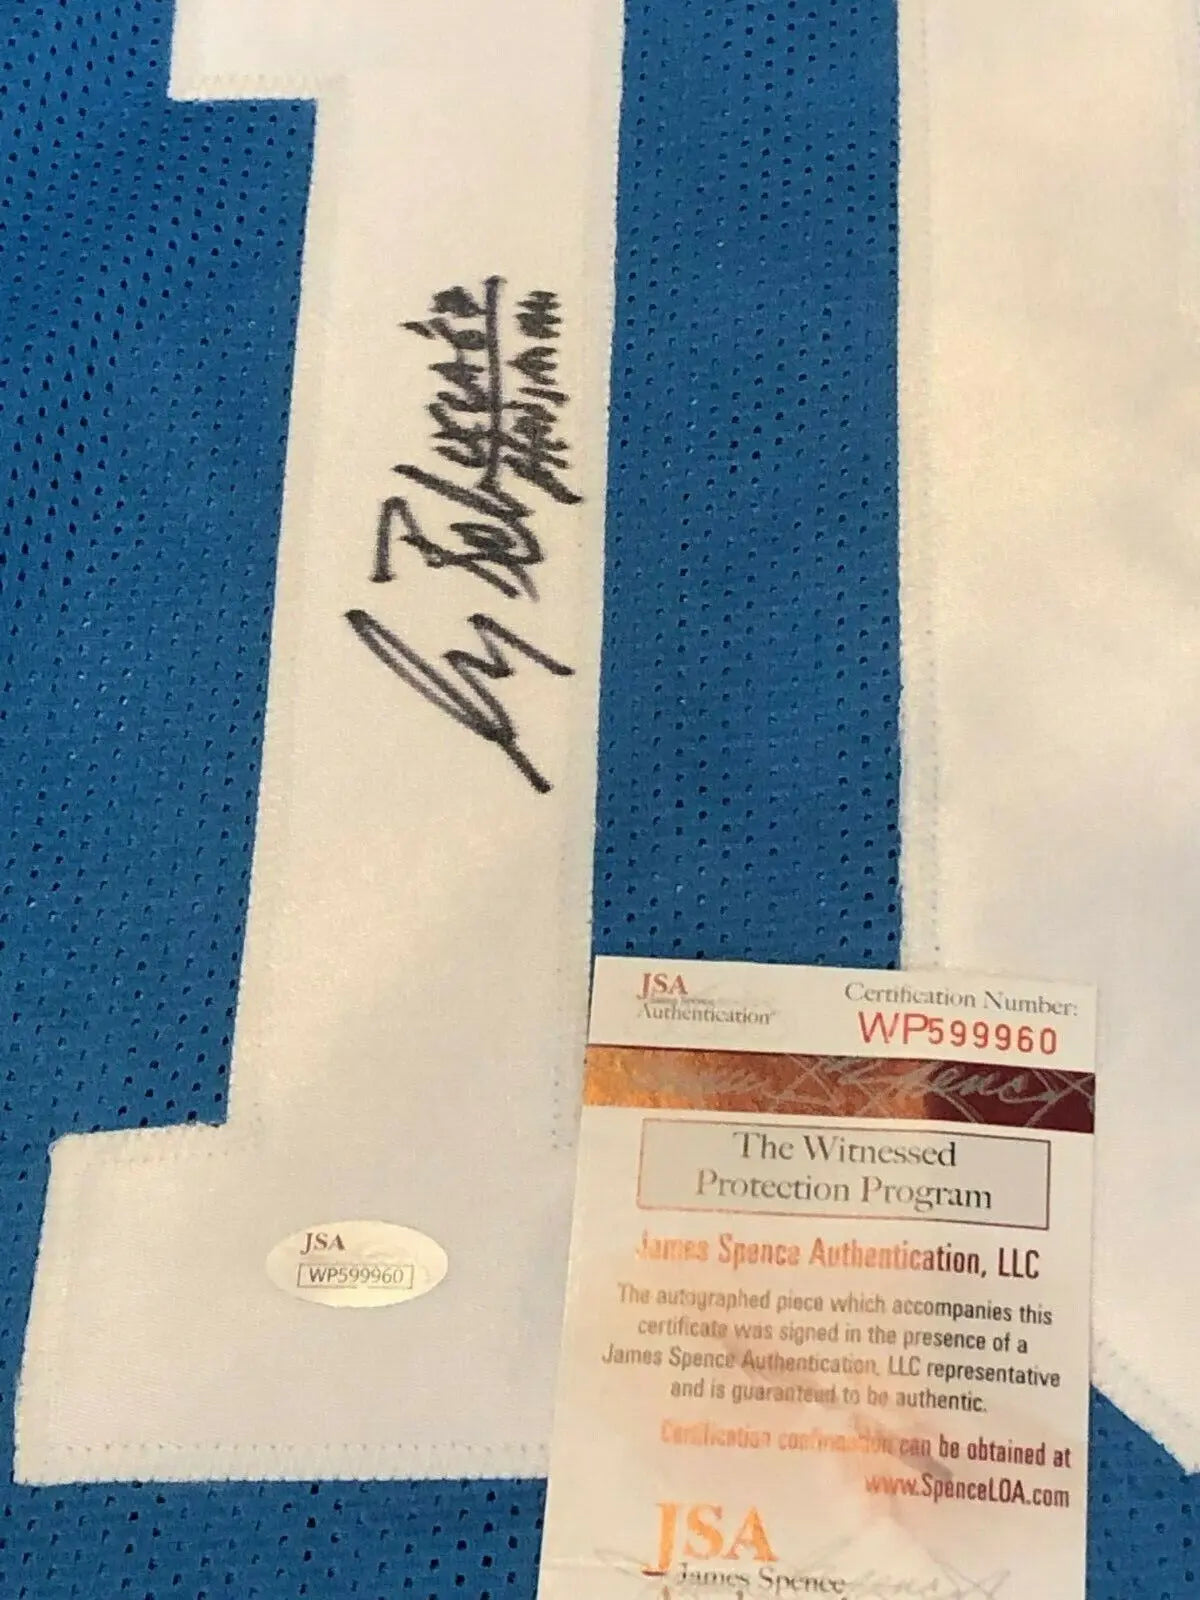 JSA
WP599960
JSA
James Spence
Authentication
Certification Number:
WP599960
The Witnessed
Protection Program
James Spence Authentication, LLC
The autographed piece which accompanies this
certificate was signed in the presence of a
James Spence Authentication, LLC representative
and is guaranteed to be authentic.
Certification confirmation can be obtained at
www.SpenceLOA.com
JSA
James Spence